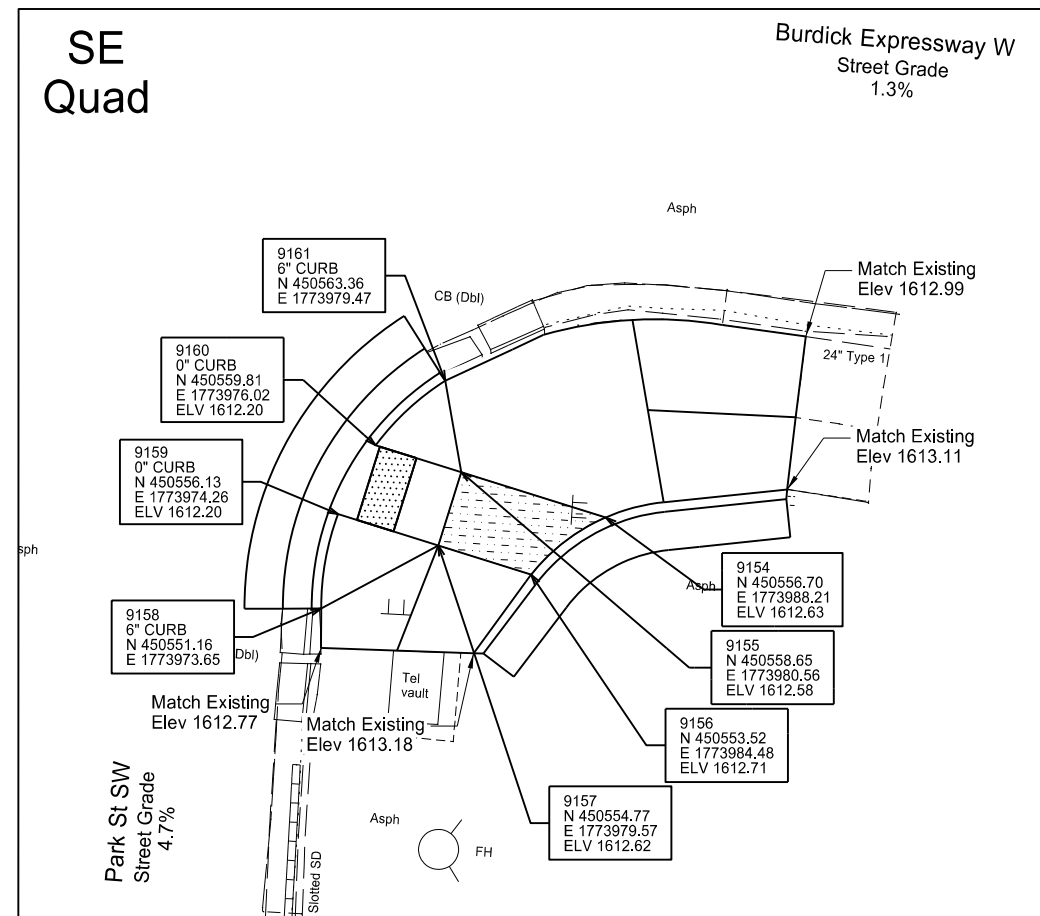 SE
Quad
Burdick Expressway W
Street Grade
1.3%
Asph
9161
6" CURB
N 450563.36
E 1773979.47
CB (Dbl)
Match Existing
Elev 1612.99
9160
0" CURB
N 450559.81
E 1773976.02
ELV 1612.20
24" Type 1
Match Existing
Elev 1613.11
9159
0" CURB
N 450556.13
E 1773974.26
ELV 1612.20
sph
9154
N 450556.70
E 1773988.21
ELV 1612.63
Asph
9158
6" CURB
N 450551.16
E 1773973.65
Dbl)
9155
N 450558.65
E 1773980.56
ELV 1612.58
Tel
vault
Match Existing
Elev 1612.77
Match Existing
Elev 1613.18
9156
N 450553.52
E 1773984.48
ELV 1612.71
Park St SW
Street Grade
4.7%
9157
N 450554.77
E 1773979.57
ELV 1612.62
Asph
FH
Slotted SD